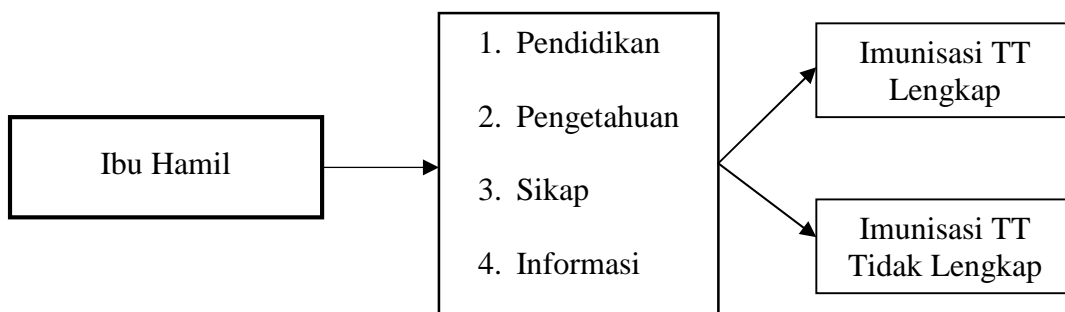 Ibu Hamil
1. Pendidikan
2. Pengetahuan
3. Sikap
4. Informasi
Imunisasi TT
Lengkap
Imunisasi TT
Tidak Lengkap